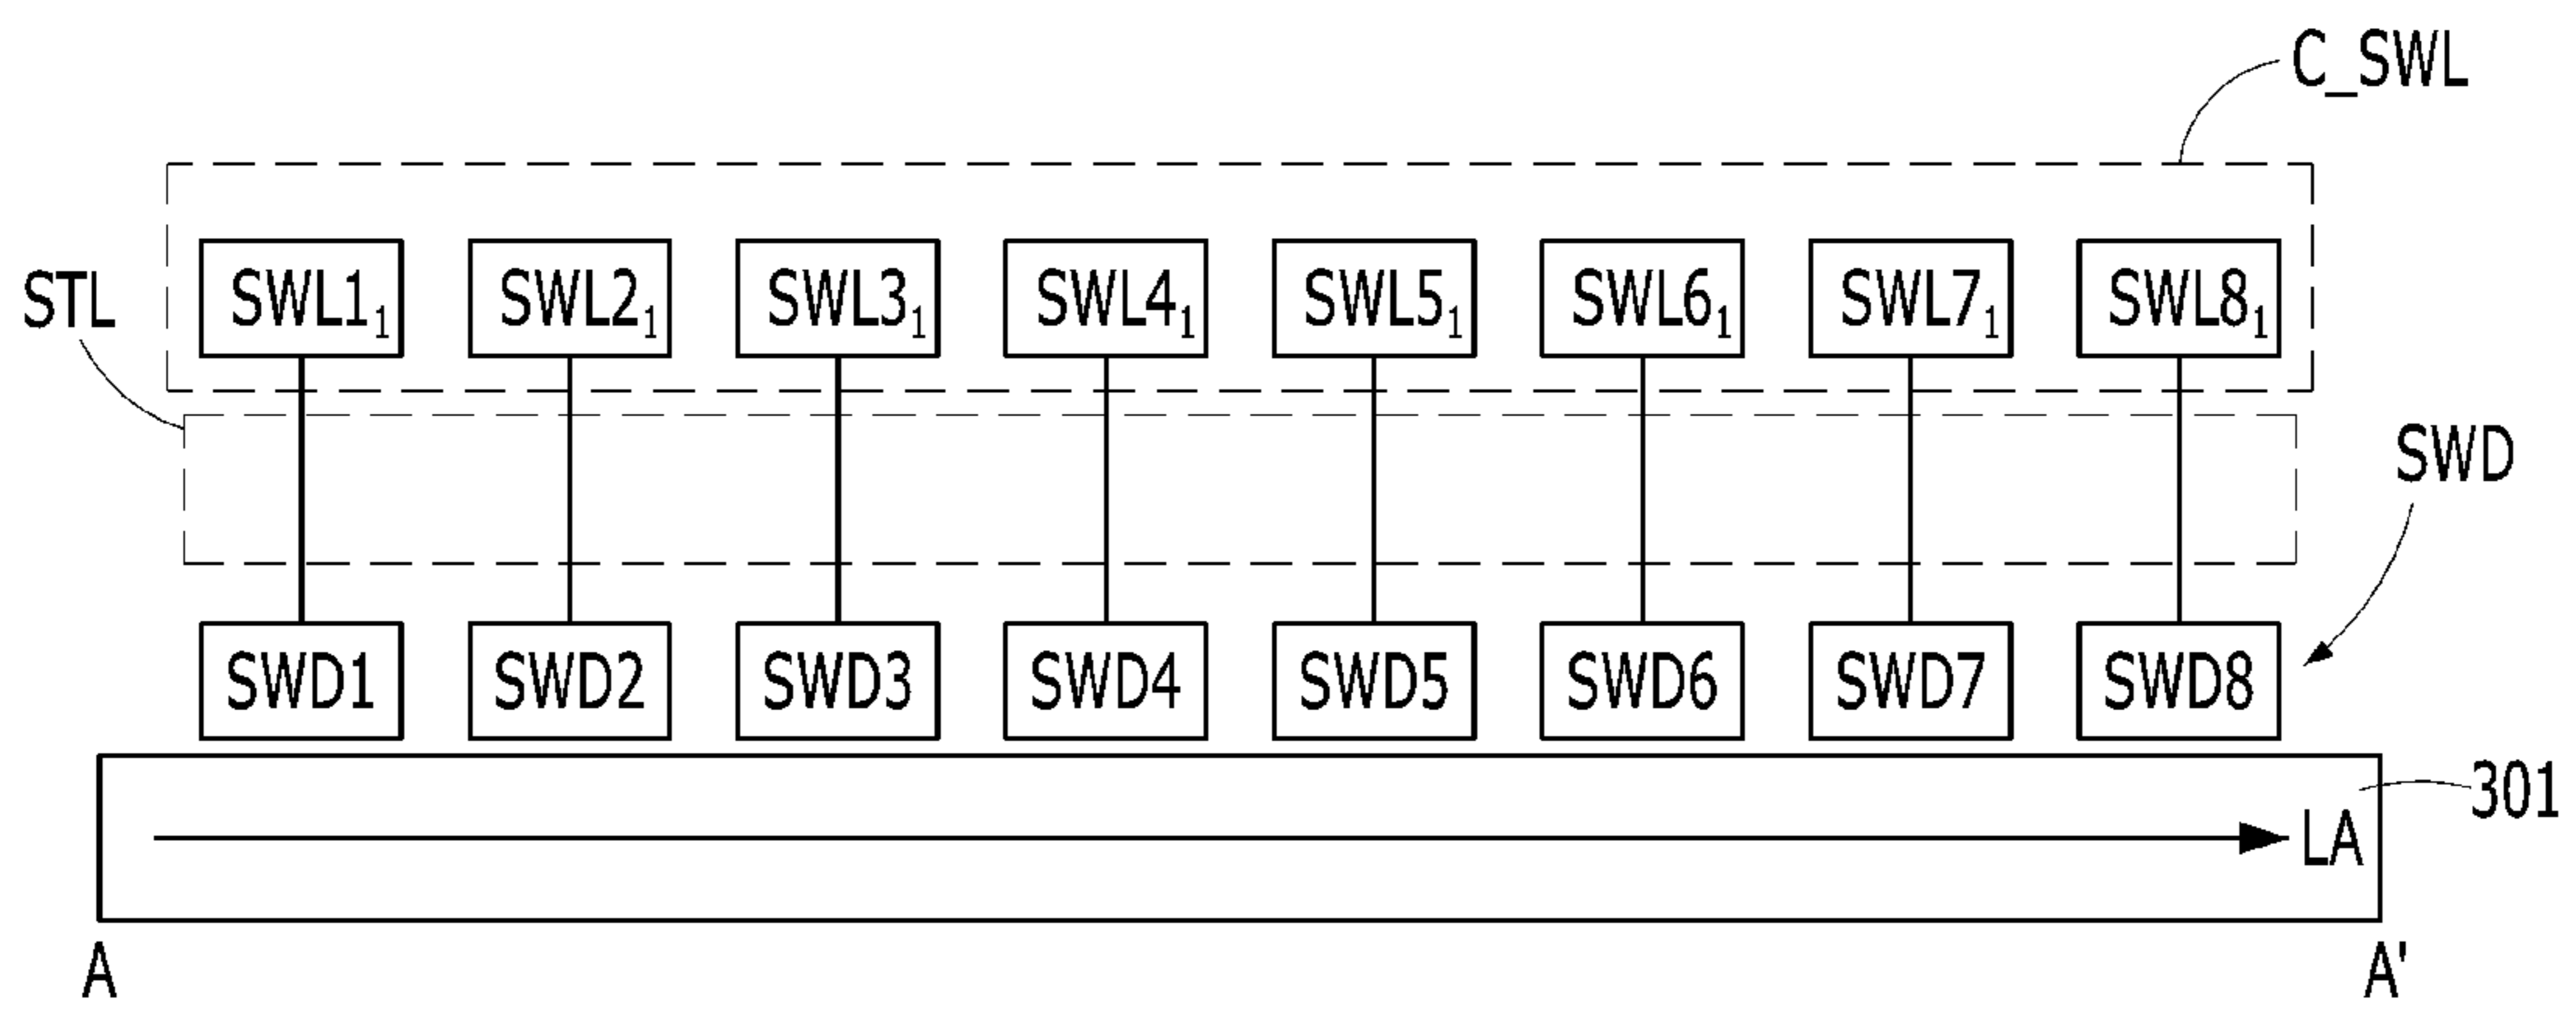 C_SWL
STL SWL1₁ SWL2₁ SWL3₁ SWL4₁ SWL5₁ SWL6₁ SWL7₁ SWL8₁
SWD
SWD1 SWD2 SWD3 SWD4 SWD5 SWD6 SWD7 SWD8
301
LA
A A'